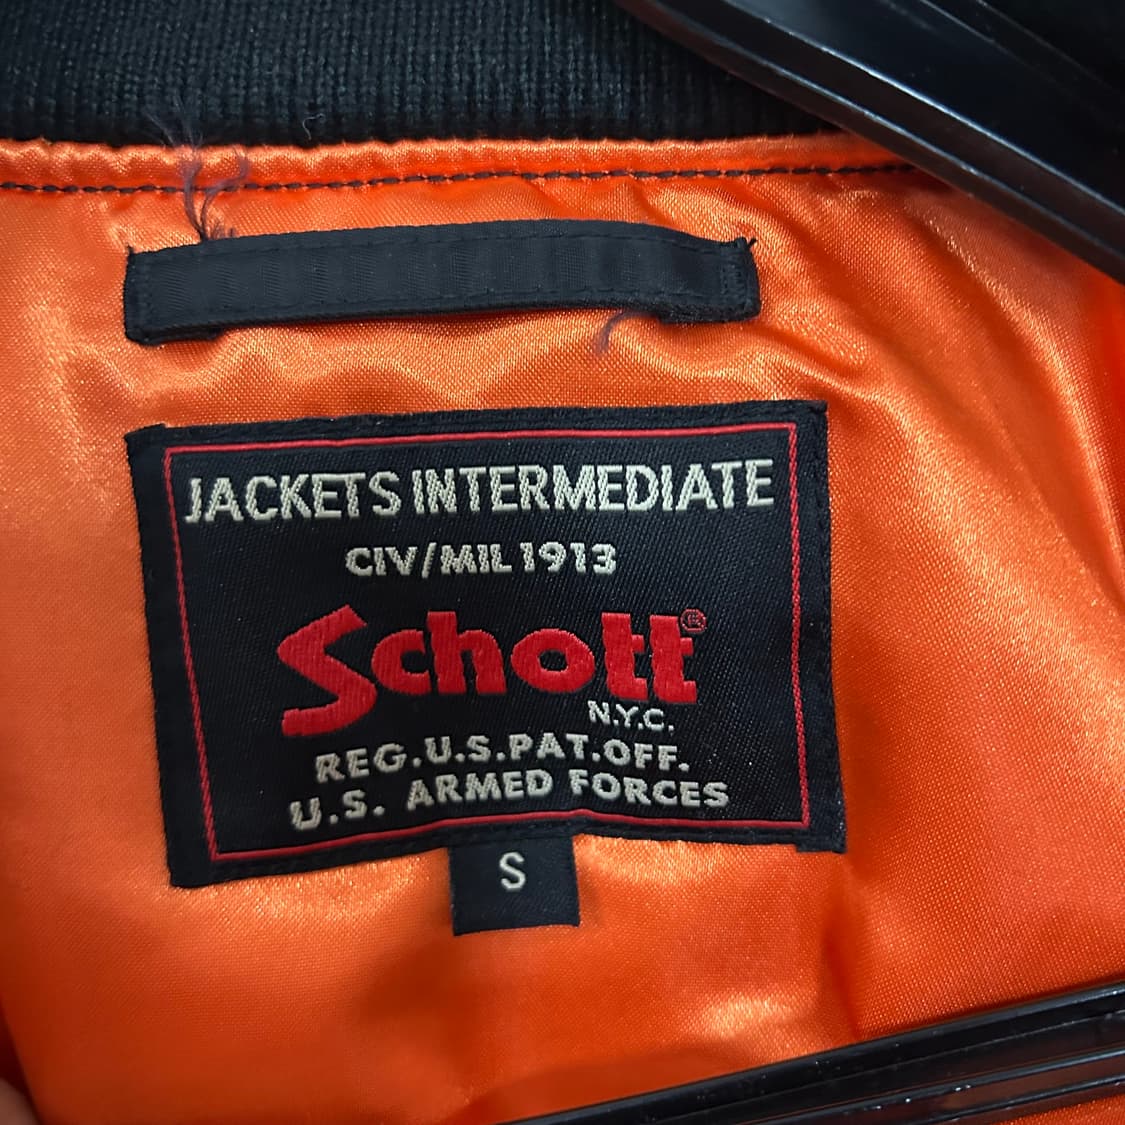 JACKETS INTERMEDIATE
CIV/MIL 1913
Schott®
N.Y.C.
REG.U.S.PAT.OFF.
U.S. ARMED FORCES
S